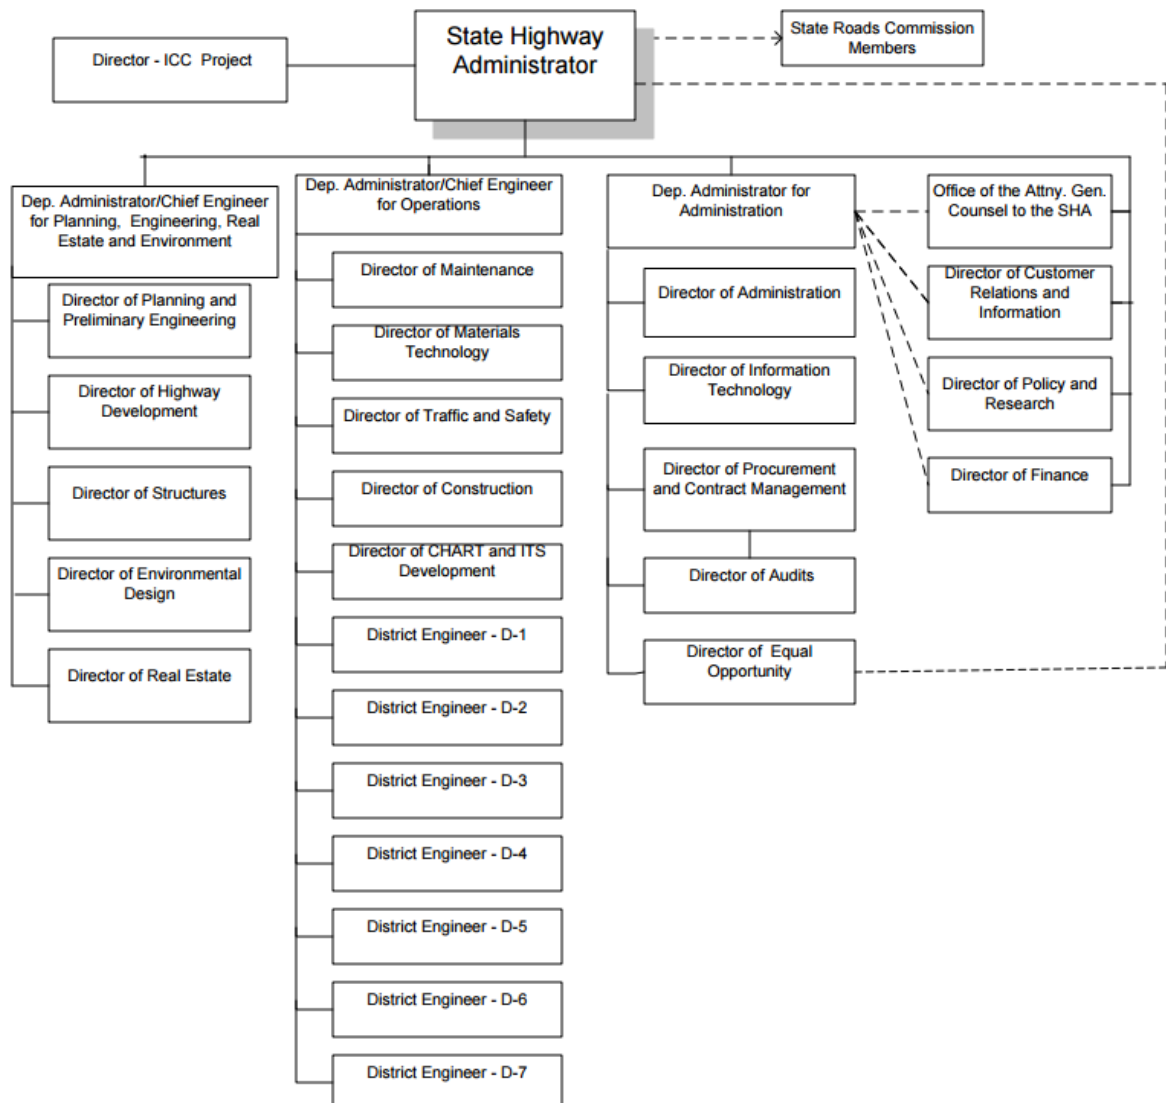 State Highway
Administrator
State Roads Commission
Members
Director - ICC Project
Dep. Administrator/Chief Engineer
for Planning, Engineering, Real
Estate and Environment
Director of Planning and
Preliminary Engineering
Director of Highway
Development
Director of Structures
Director of Environmental
Design
Director of Real Estate
Dep. Administrator/Chief Engineer
for Operations
Director of Maintenance
Director of Materials
Technology
Director of Traffic and Safety
Director of Construction
Director of CHART and ITS
Development
District Engineer - D-1
District Engineer - D-2
District Engineer - D-3
District Engineer - D-4
District Engineer - D-5
District Engineer - D-6
District Engineer - D-7
Dep. Administrator for
Administration
Director of Administration
Director of Information
Technology
Director of Procurement
and Contract Management
Director of Audits
Director of Equal
Opportunity
Office of the Attny. Gen.
Counsel to the SHA
Director of Customer
Relations and
Information
Director of Policy and
Research
Director of Finance